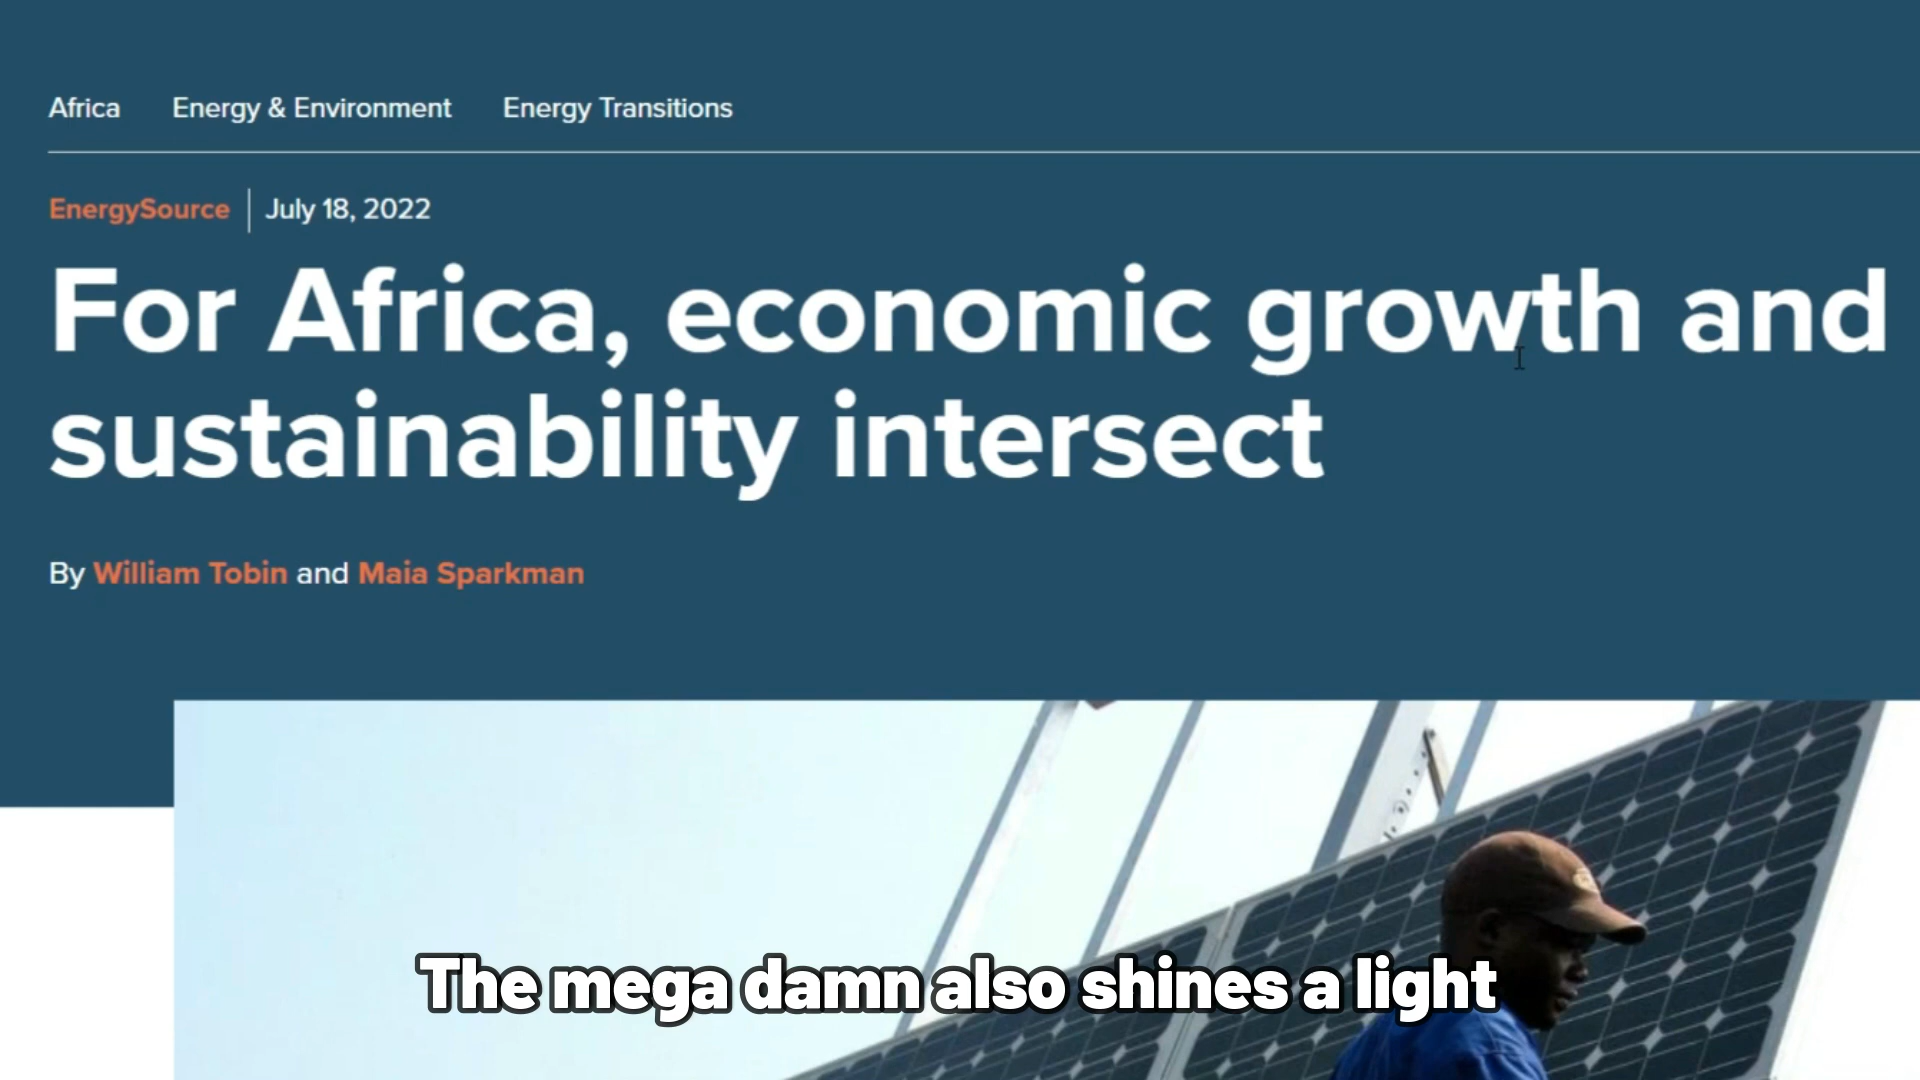 Africa Energy & Environment Energy Transitions
EnergySource July 18, 2022
For Africa, economic growth and
sustainability intersect
By William Tobin and Maia Sparkman
The mega damn also shines a light